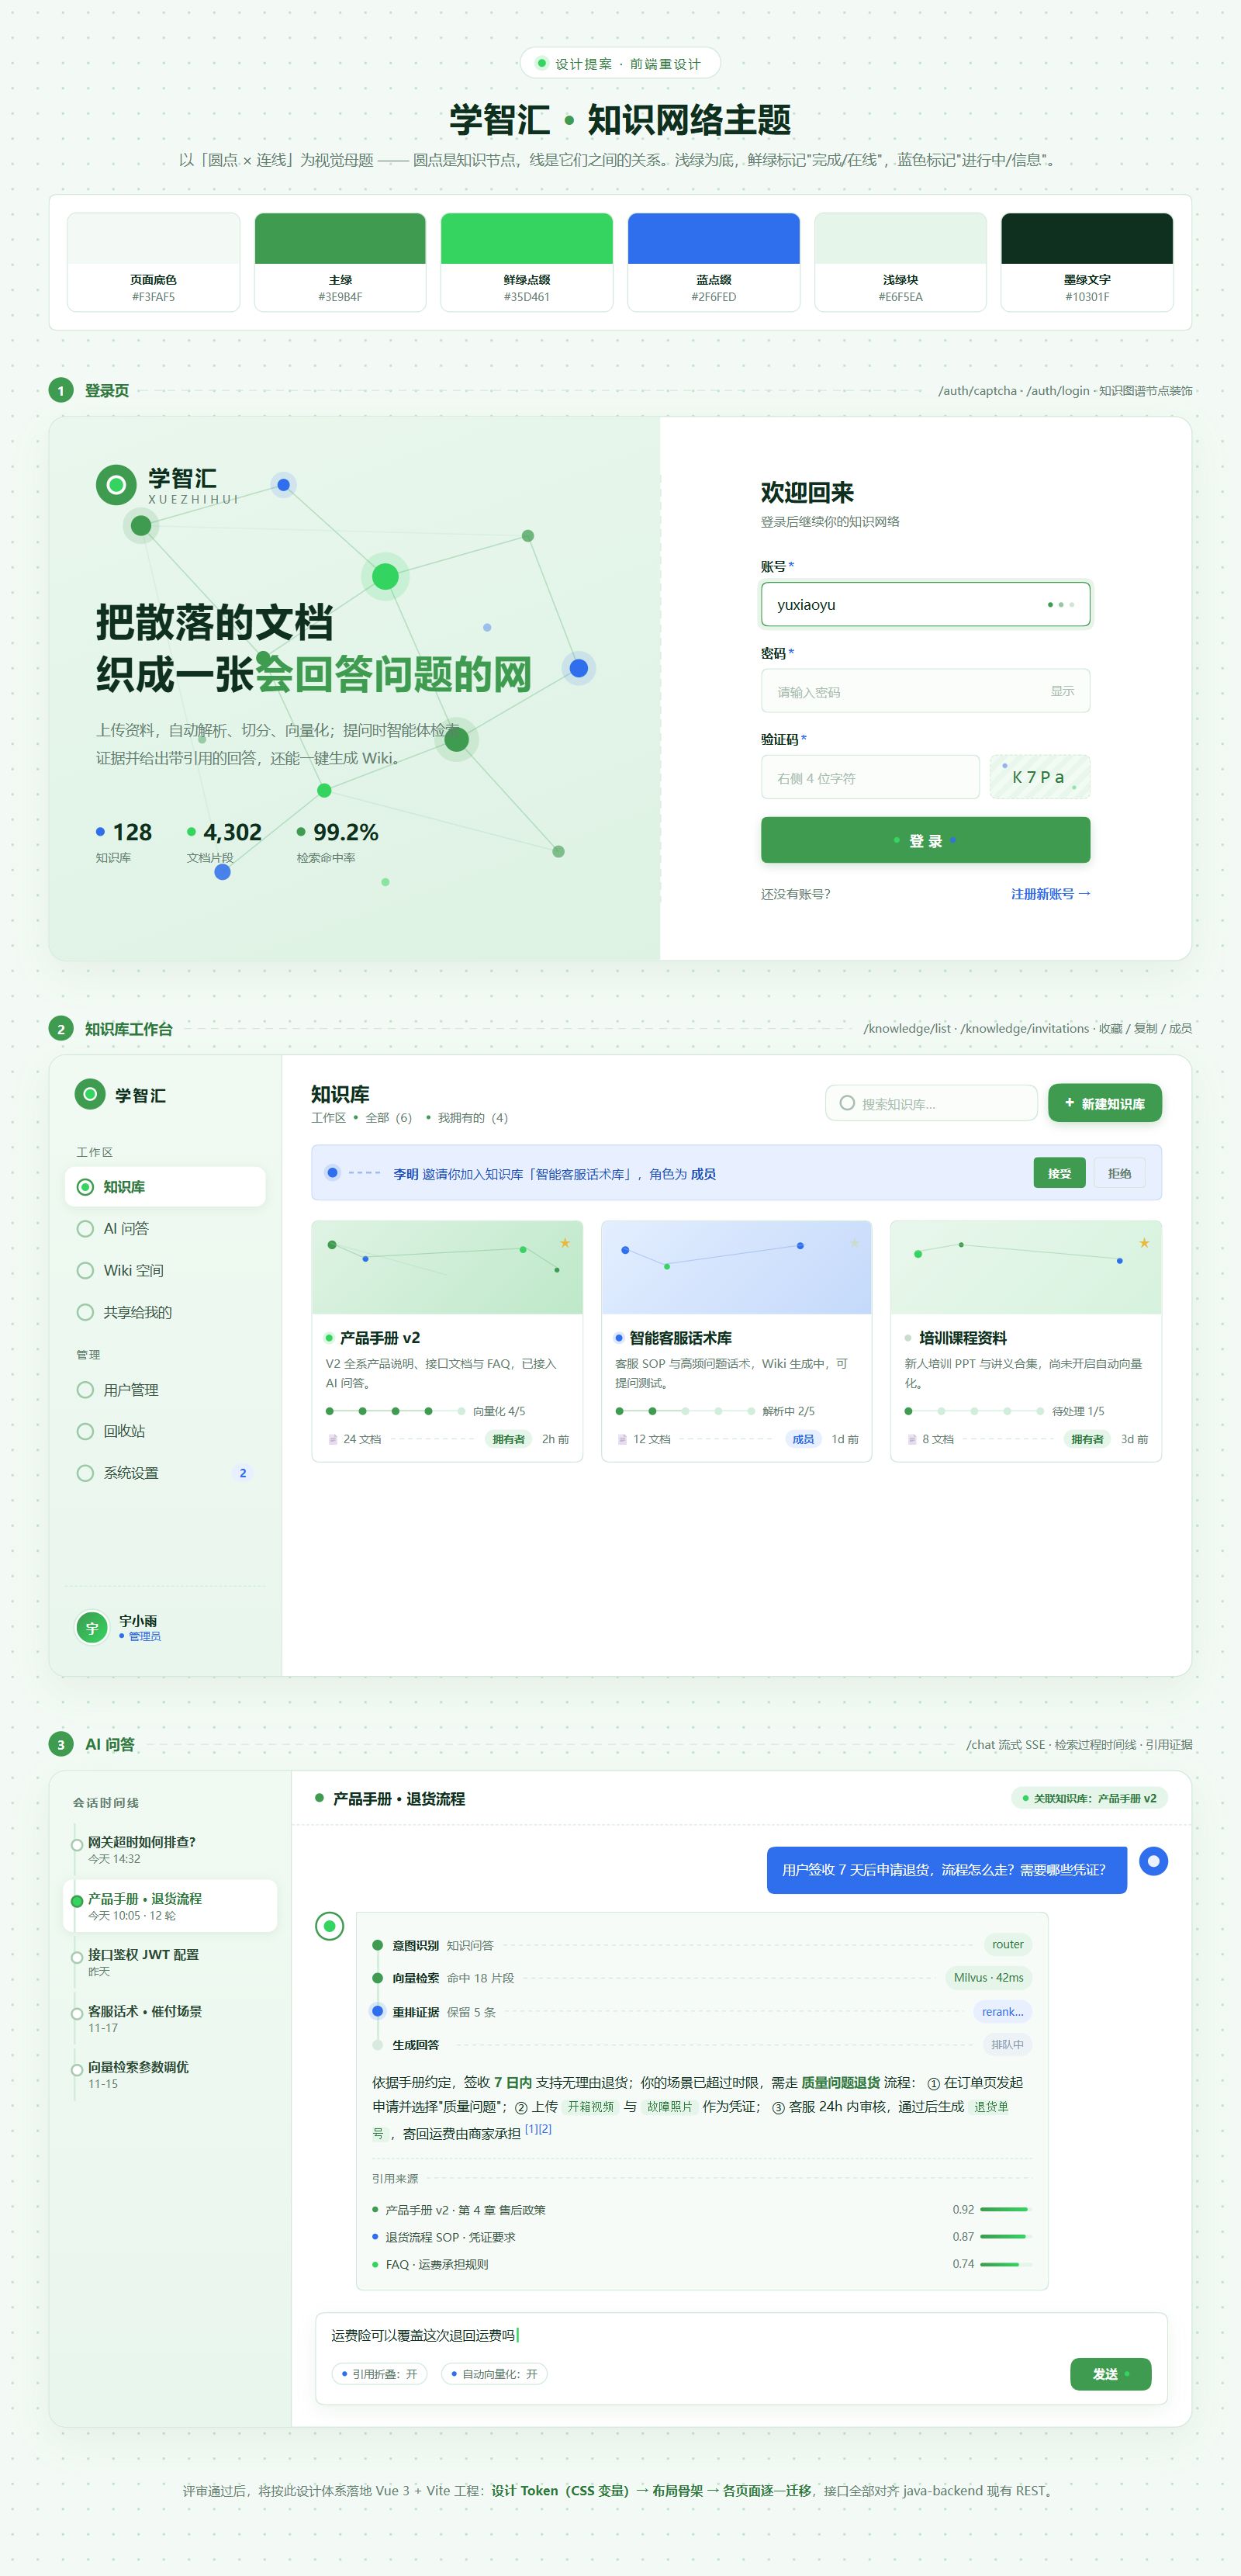 设计提案 · 前端重设计
学智汇 • 知识网络主题
以「圆点 × 连线」为视觉母题 —— 圆点是知识节点，线是它们之间的关系。浅绿为底，鲜绿标记"完成/在线"，蓝色标记"进行中/信息"。
页面底色
#F3FAF5
主绿
#3E9B4F
鲜绿点缀
#35D461
蓝点缀
#2F6FED
浅绿块
#E6F5EA
墨绿文字
#10301F
1 登录页
/auth/captcha · /auth/login · 知识图谱节点装饰
学智汇
XUEZHIHUI
把散落的文档
织成一张会回答问题的网
上传资料，自动解析、切分、向量化；提问时智能体检索
证据并给出带引用的回答，还能一键生成 Wiki。
128
知识库
4,302
文档片段
99.2%
检索命中率
欢迎回来
登录后继续你的知识网络
账号*
yuxiaoyu
密码*
请输入密码 显示
验证码*
右侧 4 位字符
K7Pa
登 录
还没有账号？ 注册新账号 →
2 知识库工作台
/knowledge/list · /knowledge/invitations · 收藏 / 复制 / 成员
学智汇
工作区
知识库
AI 问答
Wiki 空间
共享给我的
管理
用户管理
回收站
系统设置 2
宇
宇小雨
管理员
知识库
工作区 • 全部（6） • 我拥有的（4）
搜索知识库...
+ 新建知识库
李明 邀请你加入知识库「智能客服话术库」，角色为 成员
接受
拒绝
★
产品手册 v2
V2 全系产品说明、接口文档与 FAQ，已接入
AI 问答。
向量化 4/5
24 文档 拥有者 2h 前
★
智能客服话术库
客服 SOP 与高频问题话术，Wiki 生成中，可
提问测试。
解析中 2/5
12 文档 成员 1d 前
★
培训课程资料
新人培训 PPT 与讲义合集，尚未开启自动向量
化。
待处理 1/5
8 文档 拥有者 3d 前
3 AI 问答
/chat 流式 SSE · 检索过程时间线 · 引用证据
会话时间线
网关超时如何排查?
今天 14:32
产品手册 • 退货流程
今天 10:05 · 12 轮
接口鉴权 JWT 配置
昨天
客服话术 • 催付场景
11-17
向量检索参数调优
11-15
产品手册 • 退货流程
关联知识库：产品手册 v2
用户签收 7 天后申请退货，流程怎么走？需要哪些凭证？
意图识别 知识问答 router
向量检索 命中 18 片段 Milvus · 42ms
重排证据 保留 5 条 rerank...
生成回答 排队中
依据手册约定，签收 7 日内 支持无理由退货；你的场景已超过时限，需走 质量问题退货 流程： ① 在订单页发起
申请并选择"质量问题"；② 上传 开箱视频 与 故障照片 作为凭证； ③ 客服 24h 内审核，通过后生成 退货单
号 ，寄回运费由商家承担 [1][2]
引用来源
产品手册 v2 · 第 4 章 售后政策 0.92
退货流程 SOP · 凭证要求 0.87
FAQ · 运费承担规则 0.74
运费险可以覆盖这次退回运费吗
引用折叠：开
自动向量化：开
发送
评审通过后，将按此设计体系落地 Vue 3 + Vite 工程：设计 Token（CSS 变量）→ 布局骨架 → 各页面逐一迁移，接口全部对齐 java-backend 现有 REST。